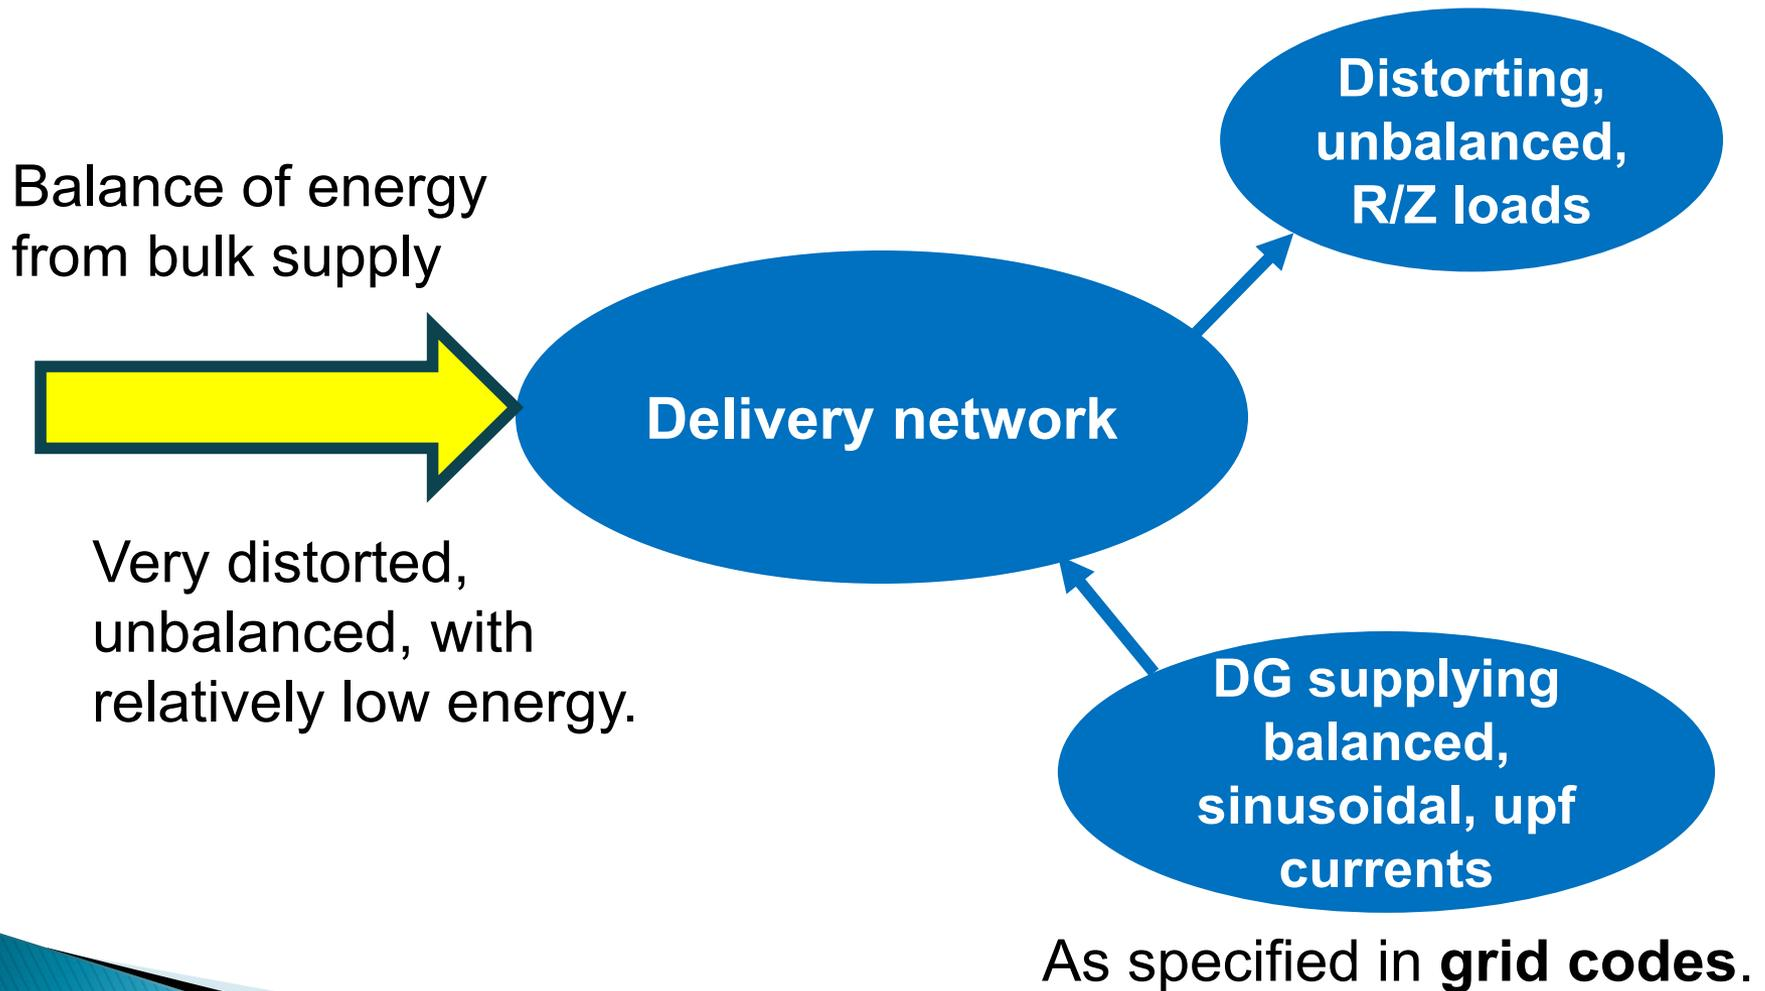 Balance of energy
from bulk supply
Very distorted,
unbalanced, with
relatively low energy.
Delivery network
Distorting,
unbalanced,
R/Z loads
DG supplying
balanced,
sinusoidal, upf
currents
As specified in grid codes.